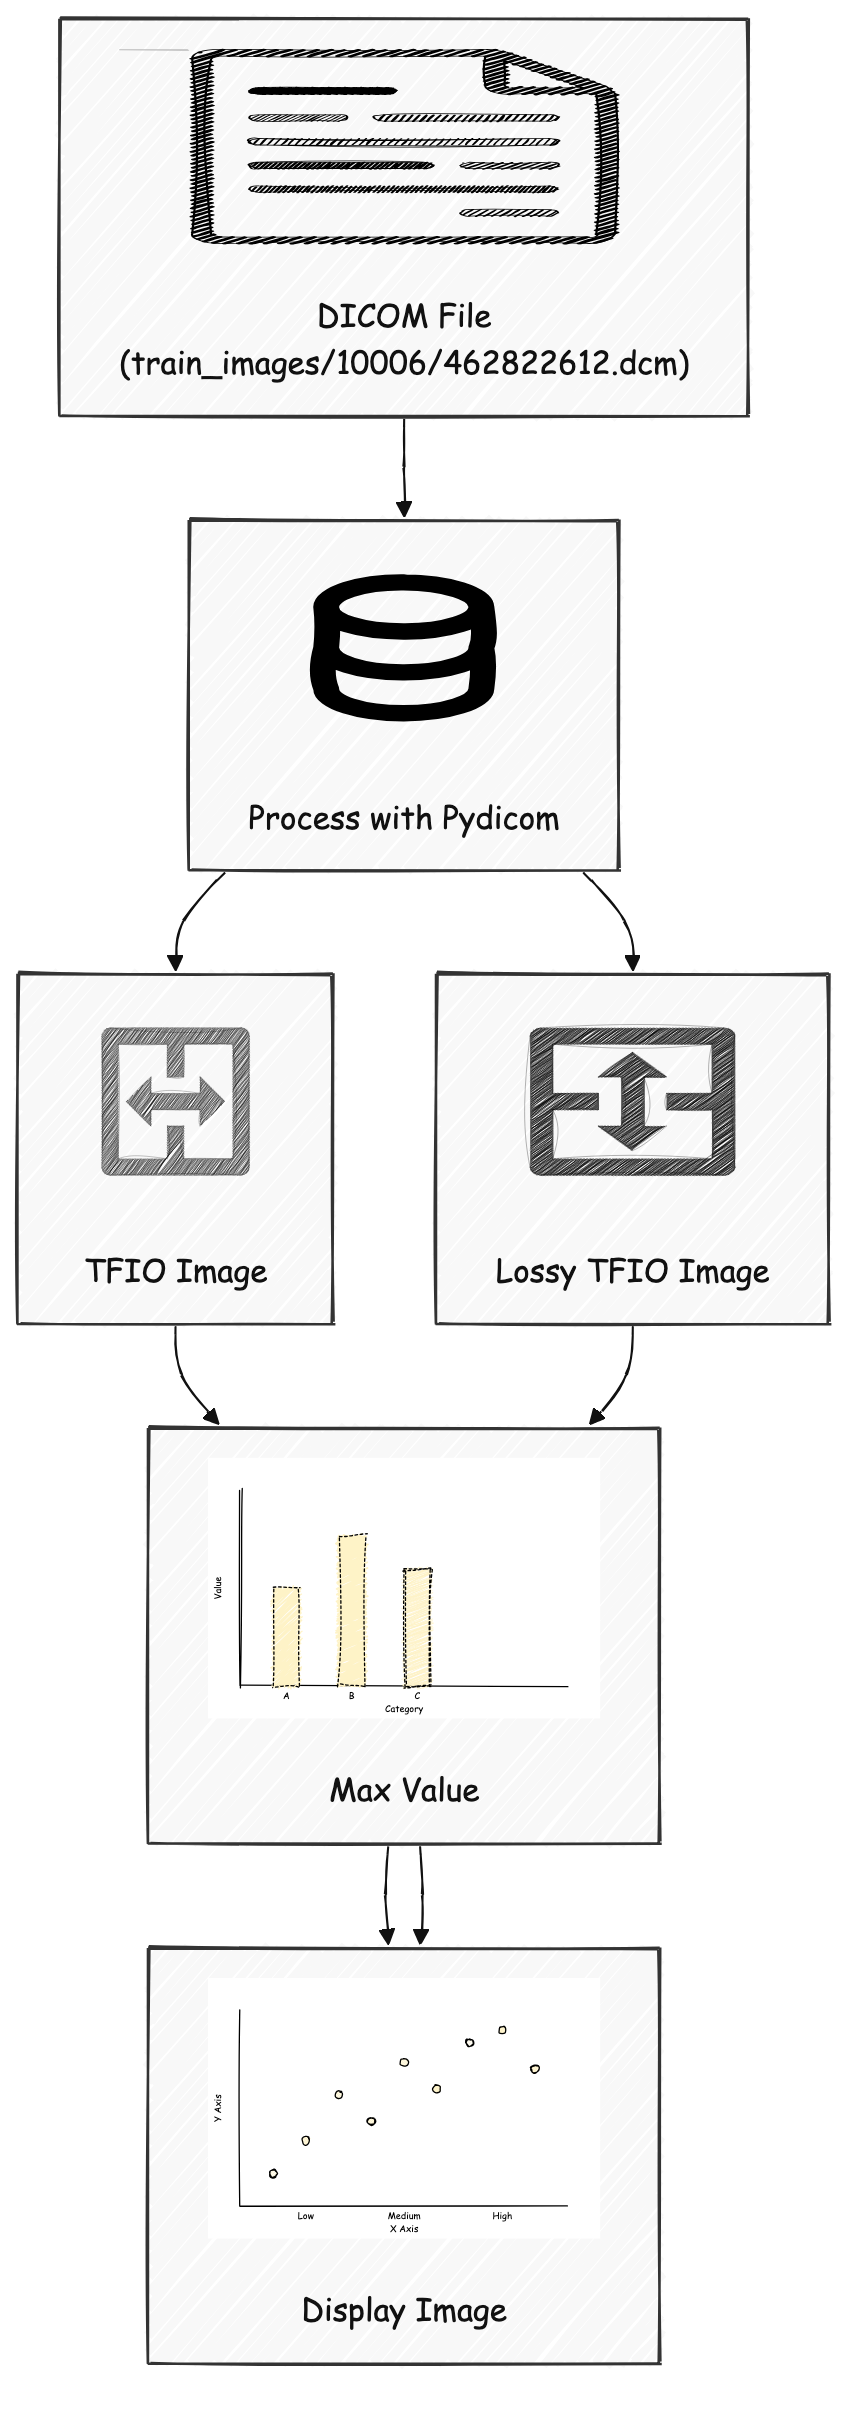 DICOM File
(train_images/10006/462822612.dcm)
Process with Pydicom
TFIO Image
Lossy TFIO Image
Value
A
B
C
Category
Max Value
Y Axis
Low
Medium
High
X Axis
Display Image